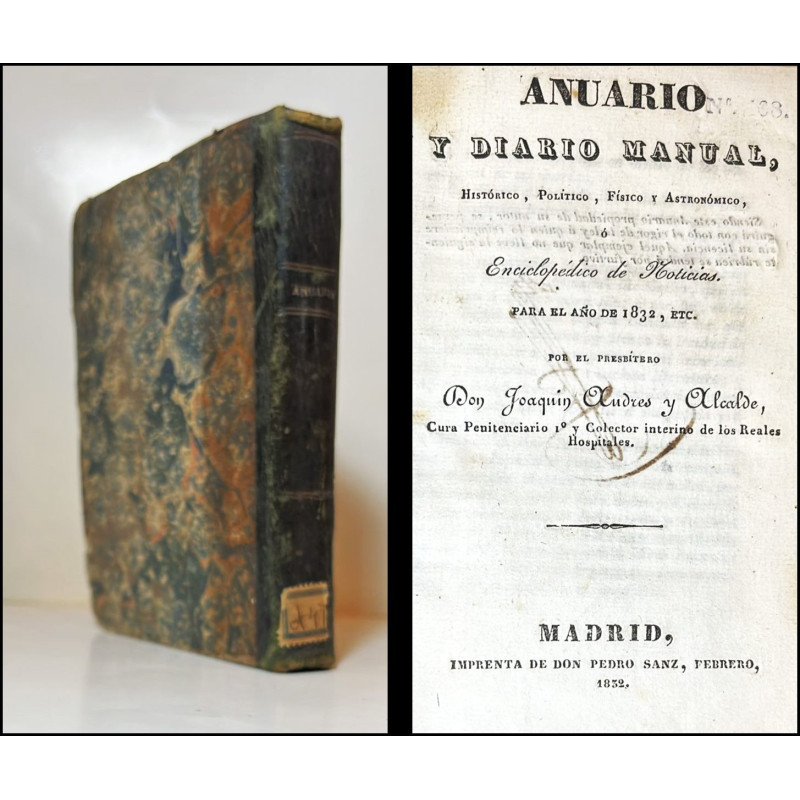 ANUARIO
ANUARIO
Y DIARIO MANUAL,
HISTÓRICO, POLÍTICO, FÍSICO Y ASTRONÓMICO,
ó
Enciclopédico de Noticias.
PARA EL AÑO DE 1832, ETC.
POR EL PRESBÍTERO
Don Joaquin Andres y Alcalde,
Cura Penitenciario 1º y Colector interino de los Reales
Hospitales.
MADRID,
IMPRENTA DE DON PEDRO SANZ, FEBRERO,
1832.